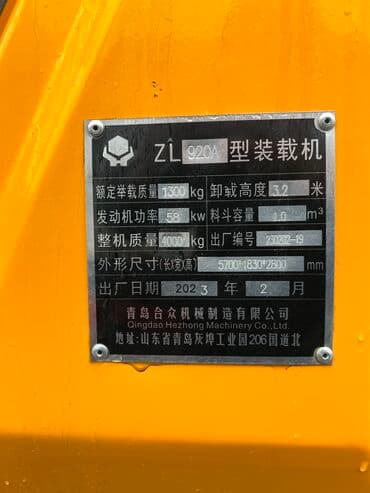 ZL 920A 型装载机
额定举载质量 1300 kg 卸载高度 3.2 米
发动机功率 58 kw 料斗容量 1.0 m³
整机质量 4000 kg 出厂编号
外形尺寸(长X宽X高) 5700*1830*2800 mm
出厂日期 2023 年 2 月
青岛合众机械制造有限公司
Qingdao Hezhong Machinery Co.,Ltd.
地址:山东省青岛灰埠工业园206国道北